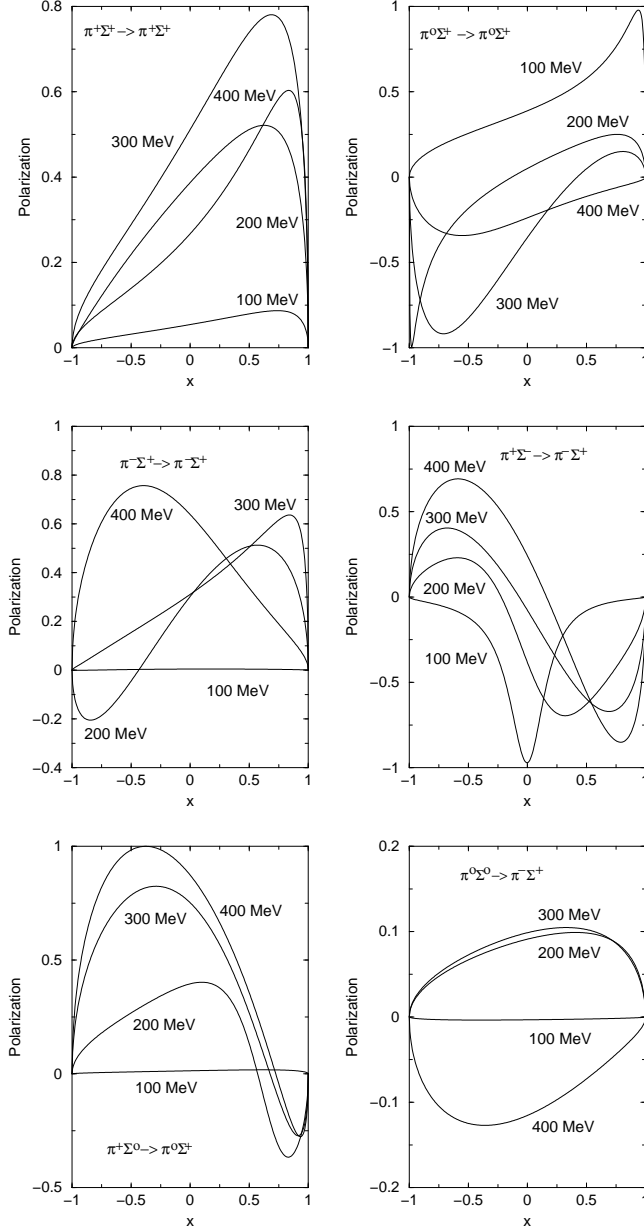 π⁺Σ⁺–> π⁺Σ⁺
400 MeV
300 MeV
200 MeV
100 MeV
Polarization
0.8
0.6
0.4
0.2
0
−1 −0.5 0 0.5 1
x
π⁰Σ⁺ –> π⁰Σ⁺
100 MeV
200 MeV
400 MeV
300 MeV
Polarization
1
0.5
0
−0.5
−1
−1 −0.5 0 0.5 1
x
π⁻Σ⁺–> π⁻Σ⁺
300 MeV
400 MeV
100 MeV
200 MeV
Polarization
1
0.8
0.6
0.4
0.2
0
−0.2
−0.4
−1 −0.5 0 0.5 1
x
π⁺Σ⁻–> π⁻Σ⁺
400 MeV
300 MeV
200 MeV
100 MeV
Polarization
1
0.5
0
−0.5
−1
−1 −0.5 0 0.5 1
x
400 MeV
300 MeV
200 MeV
100 MeV
π⁺Σ⁰–> π⁰Σ⁺
Polarization
1
0.5
0
−0.5
−1 −0.5 0 0.5 1
x
π⁰Σ⁰–> π⁻Σ⁺
300 MeV
200 MeV
100 MeV
400 MeV
Polarization
0.2
0.1
0
−0.1
−0.2
−1 −0.5 0 0.5 1
x